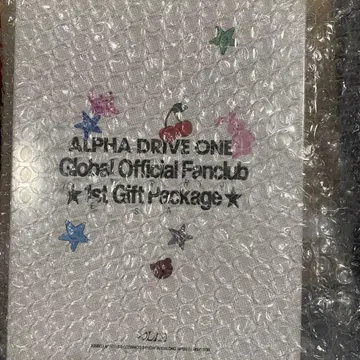 ALPHA DRIVE ONE
Global Official Fanclub
★ 1st Gift Package ★